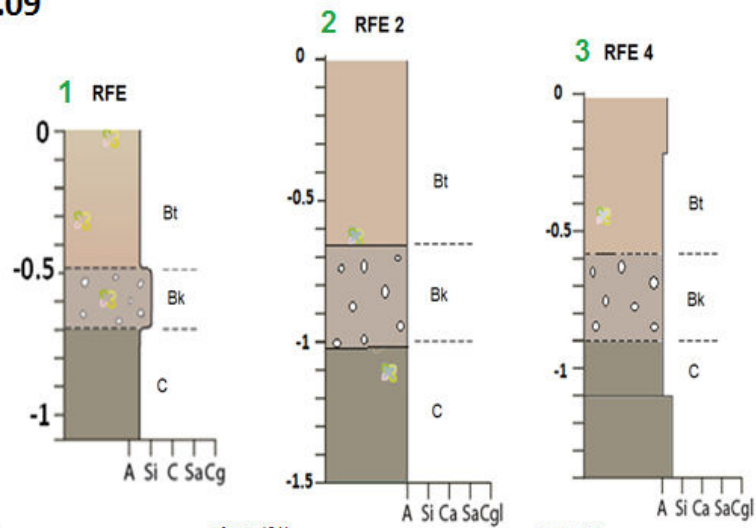 .09
1 RFE
0
-0.5
-1
Bt
Bk
C
A Si C SaCg
2 RFE 2
0
-0.5
-1
-1.5
Bt
Bk
C
A Si Ca SaCgl
3 RFE 4
0
-0.5
-1
Bt
Bk
C
A Si Ca SaCgl